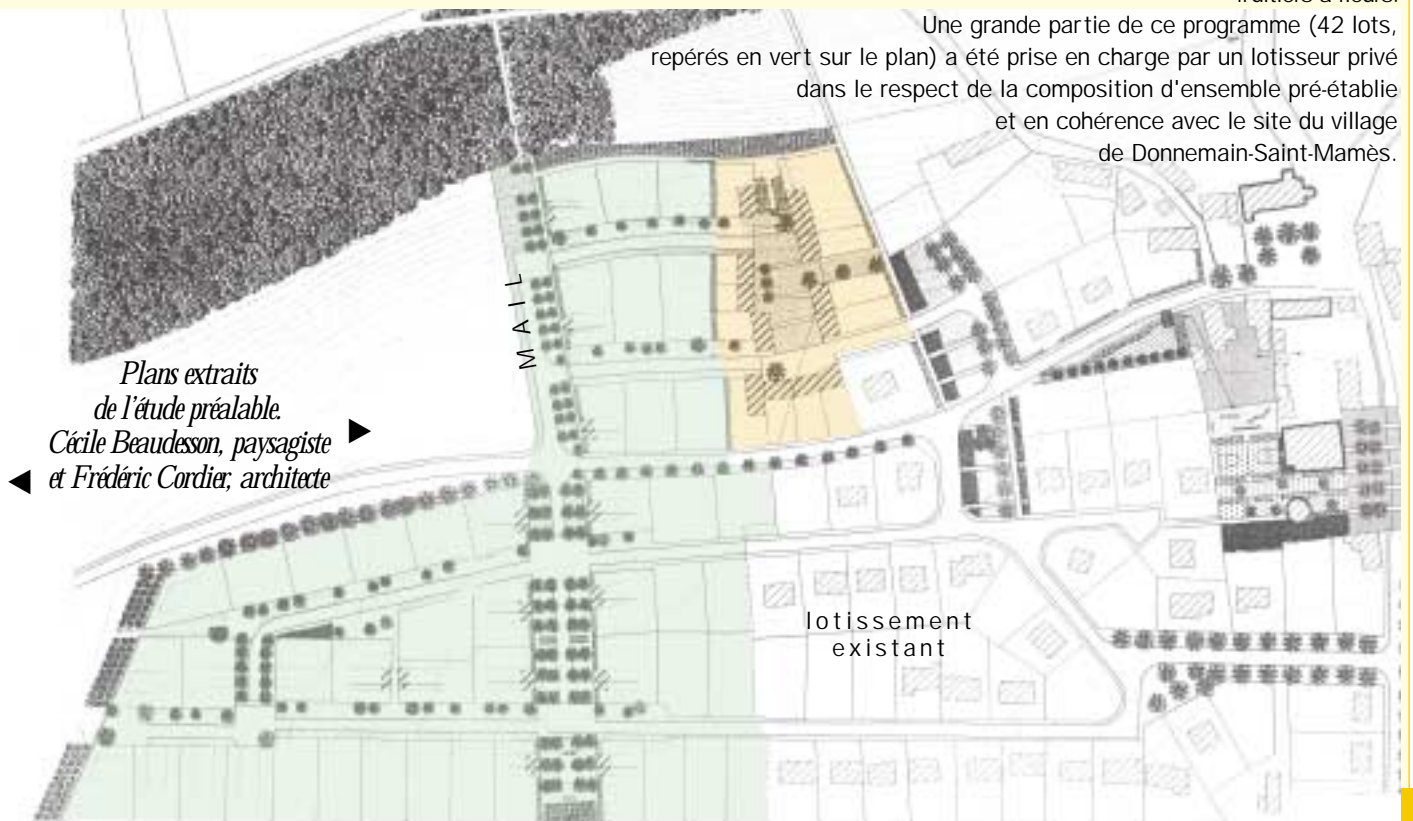 fruitiers à fleurs.
Une grande partie de ce programme (42 lots,
repérés en vert sur le plan) a été prise en charge par un lotisseur privé
dans le respect de la composition d'ensemble pré-établie
et en cohérence avec le site du village
de Donnemain-Saint-Mamès.
MAIL
Plans extraits
de l'étude préalable.
Cécile Beaudesson, paysagiste
et Frédéric Cordier, architecte
lotissement
existant